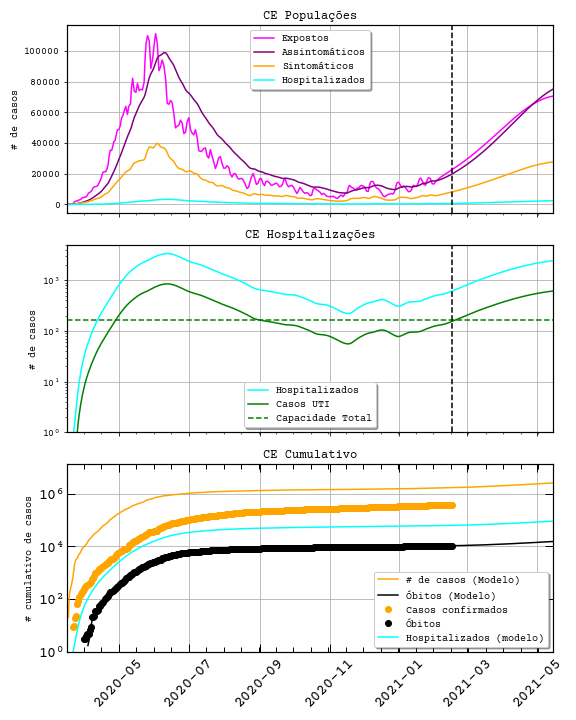 CE Populações
# de casos
100000
80000
60000
40000
20000
0
Expostos
Assintomáticos
Sintomáticos
Hospitalizados
CE Hospitalizações
# de casos
10³
10²
10¹
10⁰
Hospitalizados
Casos UTI
Capacidade Total
CE Cumulativo
# cumulativo de casos
10⁶
10⁴
10²
10⁰
# de casos (Modelo)
Óbitos (Modelo)
Casos confirmados
Óbitos
Hospitalizados (modelo)
2020-05
2020-07
2020-09
2020-11
2021-01
2021-03
2021-05